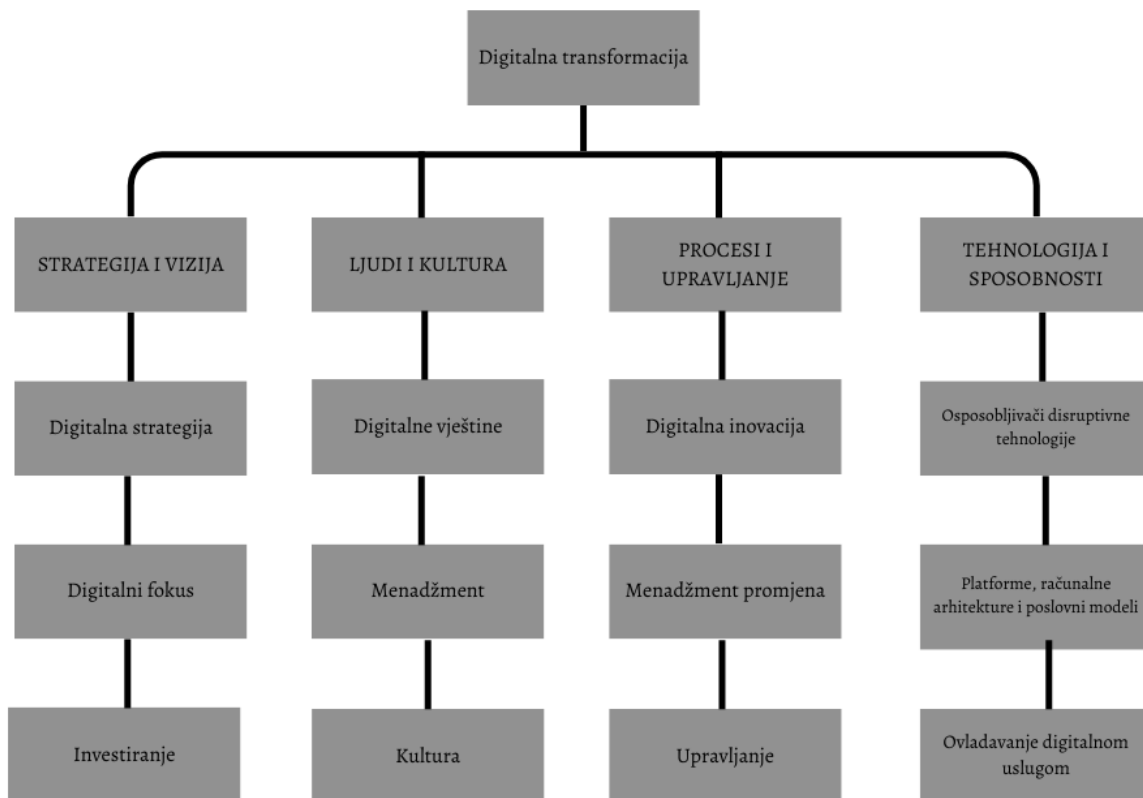 Digitalna transformacija
STRATEGIJA I VIZIJA
LJUDI I KULTURA
PROCESI I
UPRAVLJANJE
TEHNOLOGIJA I
SPOSOBNOSTI
Digitalna strategija
Digitalne vještine
Digitalna inovacija
Osposobljivači disruptivne
tehnologije
Digitalni fokus
Menadžment
Menadžment promjena
Platforme, računalne
arhitekture i poslovni modeli
Investiranje
Kultura
Upravljanje
Ovladavanje digitalnom
uslugom